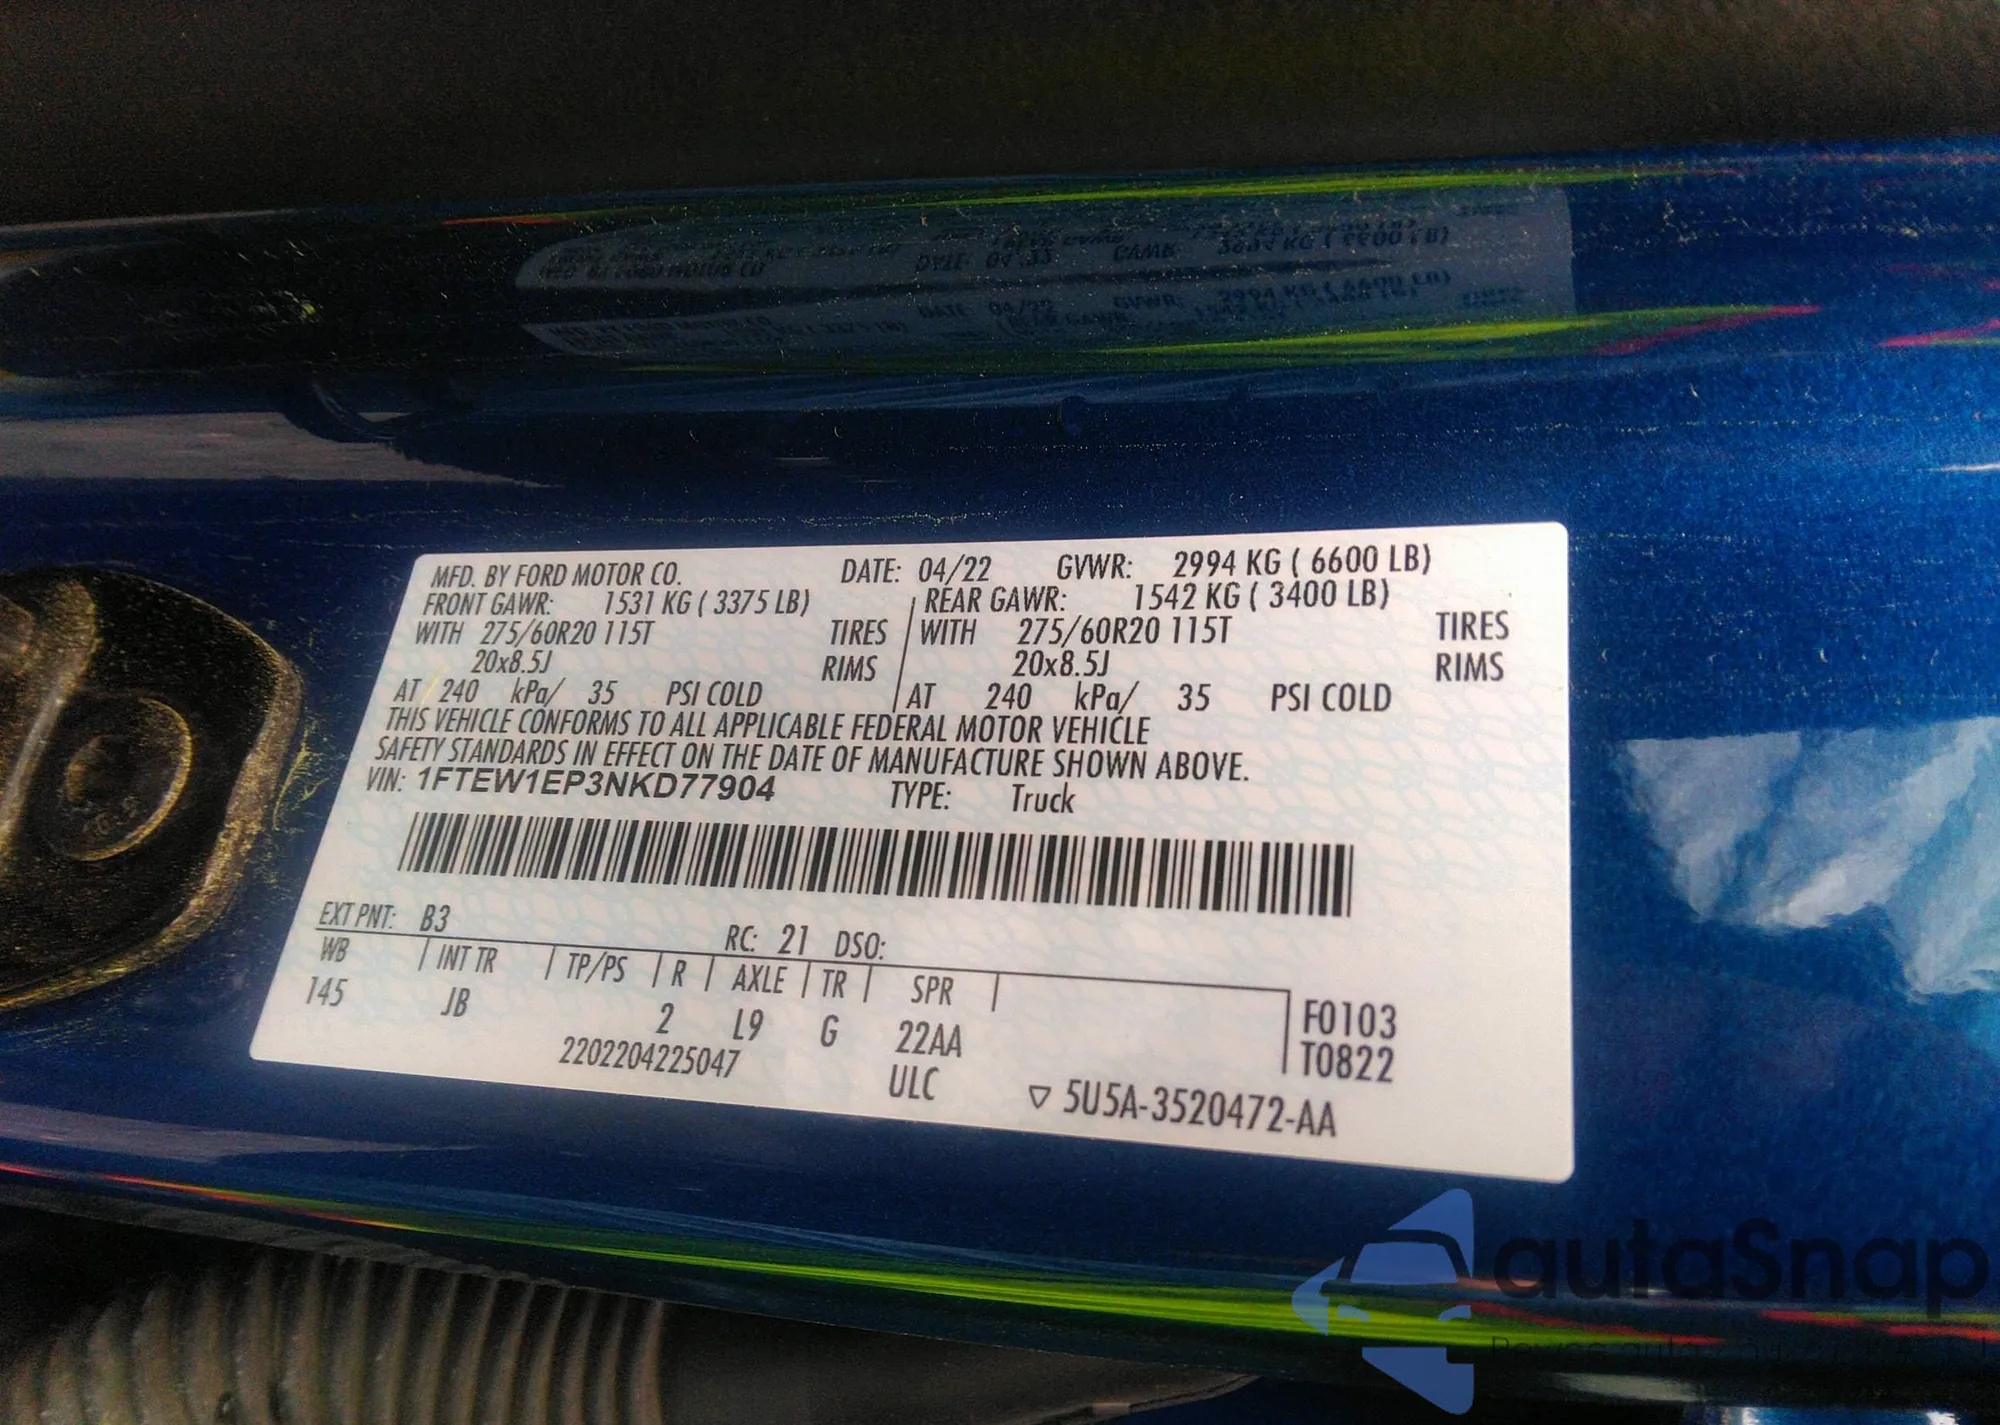 MFD. BY FORD MOTOR CO. DATE: 04/22 GVWR: 2994 KG ( 6600 LB)
FRONT GAWR: 1531 KG ( 3375 LB) REAR GAWR: 1542 KG ( 3400 LB)
WITH 275/60R20 115T TIRES WITH 275/60R20 115T TIRES
20x8.5J RIMS 20x8.5J RIMS
AT 240 kPa/ 35 PSI COLD AT 240 kPa/ 35 PSI COLD
THIS VEHICLE CONFORMS TO ALL APPLICABLE FEDERAL MOTOR VEHICLE
SAFETY STANDARDS IN EFFECT ON THE DATE OF MANUFACTURE SHOWN ABOVE.
VIN: 1FTEW1EP3NKD77904 TYPE: Truck
EXT PNT: B3 RC: 21 DSO:
WB INT TR TP/PS R AXLE TR SPR
145 JB 2 L9 G 22AA F0103
T0822
2202204225047 ULC ▽ 5U5A-3520472-AA
autaSnap